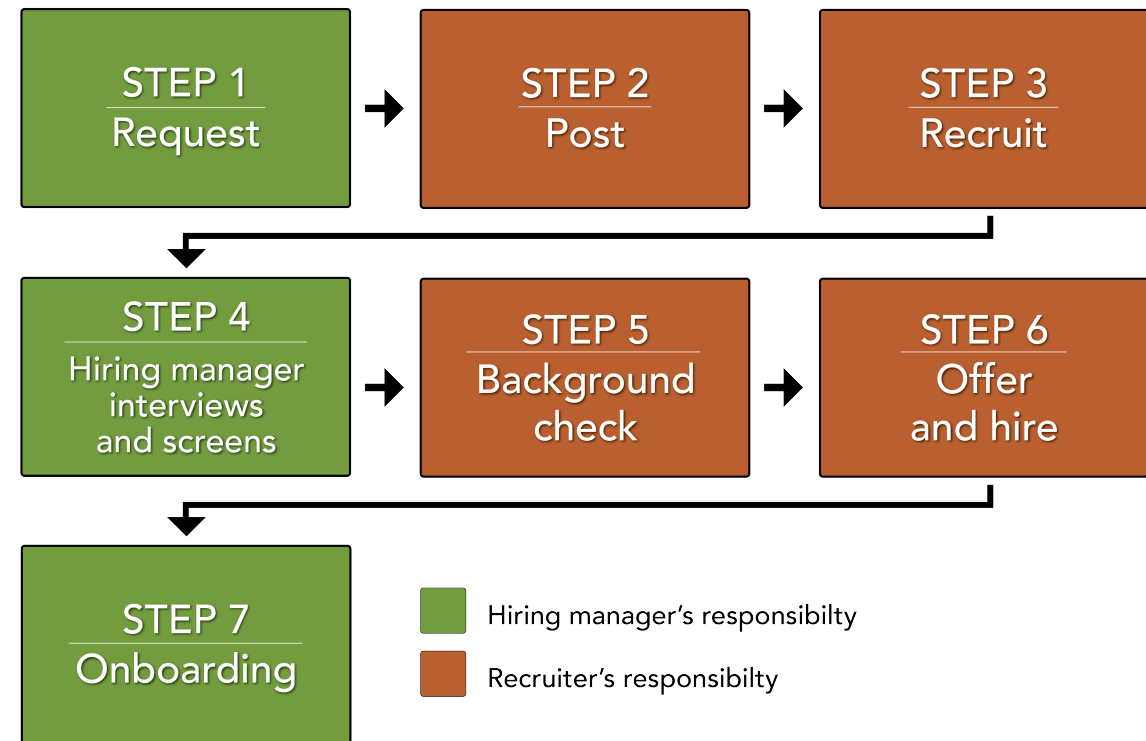 STEP 1
Request
STEP 2
Post
STEP 3
Recruit
STEP 4
Hiring manager
interviews
and screens
STEP 5
Background
check
STEP 6
Offer
and hire
STEP 7
Onboarding
Hiring manager’s responsibilty
Recruiter’s responsibilty